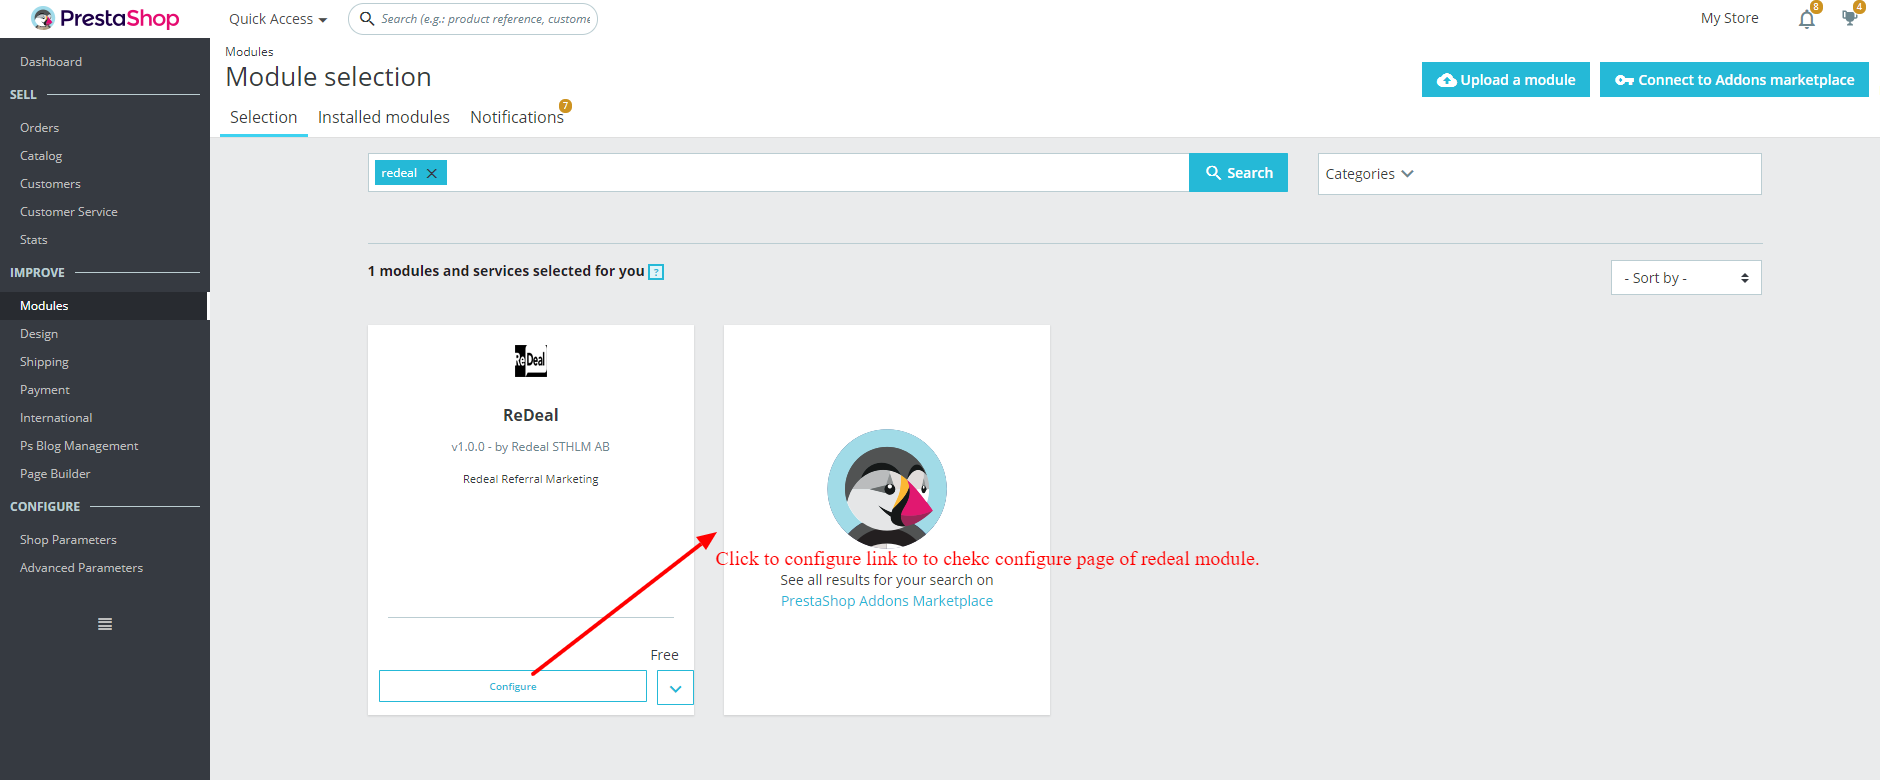 PrestaShop
Quick Access
Search (e.g.: product reference, custome
My Store
8
4
Dashboard
SELL
Orders
Catalog
Customers
Customer Service
Stats
IMPROVE
Modules
Design
Shipping
Payment
International
Ps Blog Management
Page Builder
CONFIGURE
Shop Parameters
Advanced Parameters
Modules
Module selection
Upload a module
Connect to Addons marketplace
Selection
Installed modules
Notifications
7
redeal
Search
Categories
1 modules and services selected for you ?
- Sort by -
ReDeal
ReDeal
v1.0.0 - by Redeal STHLM AB
Redeal Referral Marketing
Free
Configure
Click to configure link to to chekc configure page of redeal module.
See all results for your search on
PrestaShop Addons Marketplace